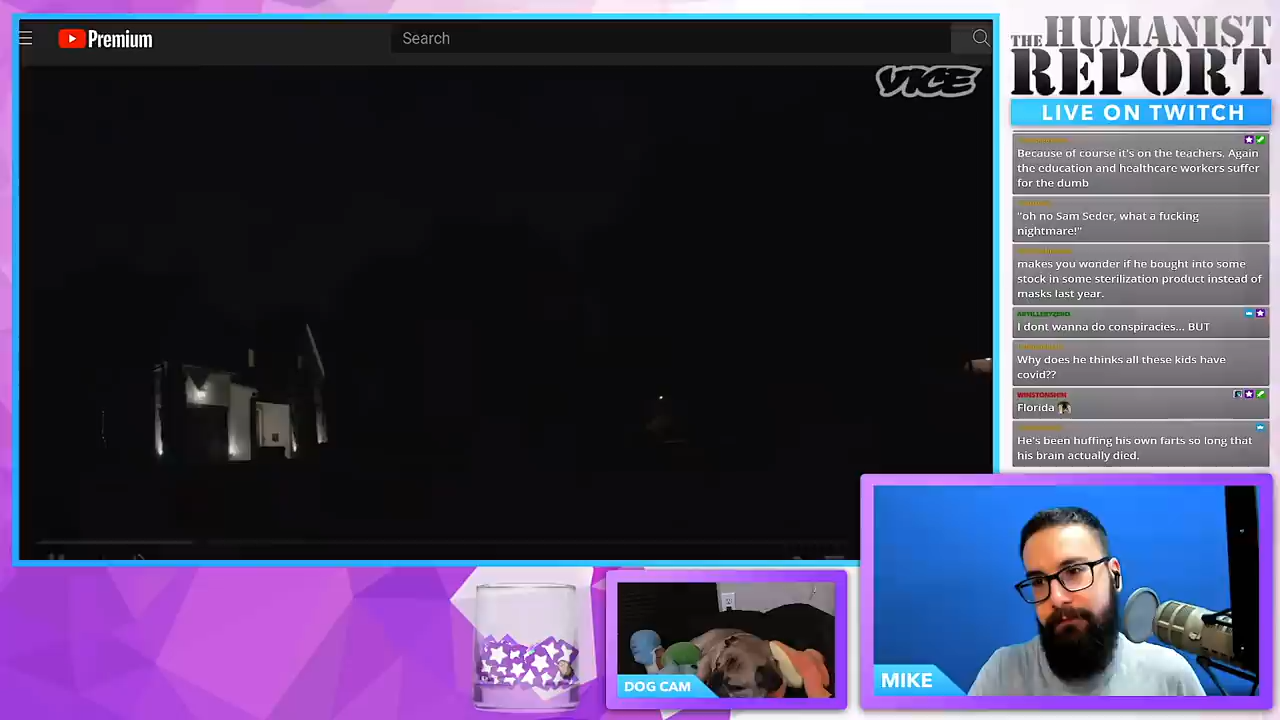 Premium
Search
VICE
THE HUMANIST
REPORT
LIVE ON TWITCH
Because of course it's on the teachers. Again
the education and healthcare workers suffer
for the dumb
"oh no Sam Seder, what a fucking
nightmare!"
makes you wonder if he bought into some
stock in some sterilization product instead of
masks last year.
ARTILLERYZERO
I dont wanna do conspiracies... BUT
Why does he thinks all these kids have
covid??
Florida
He's been huffing his own farts so long that
his brain actually died.
DOG CAM
MIKE